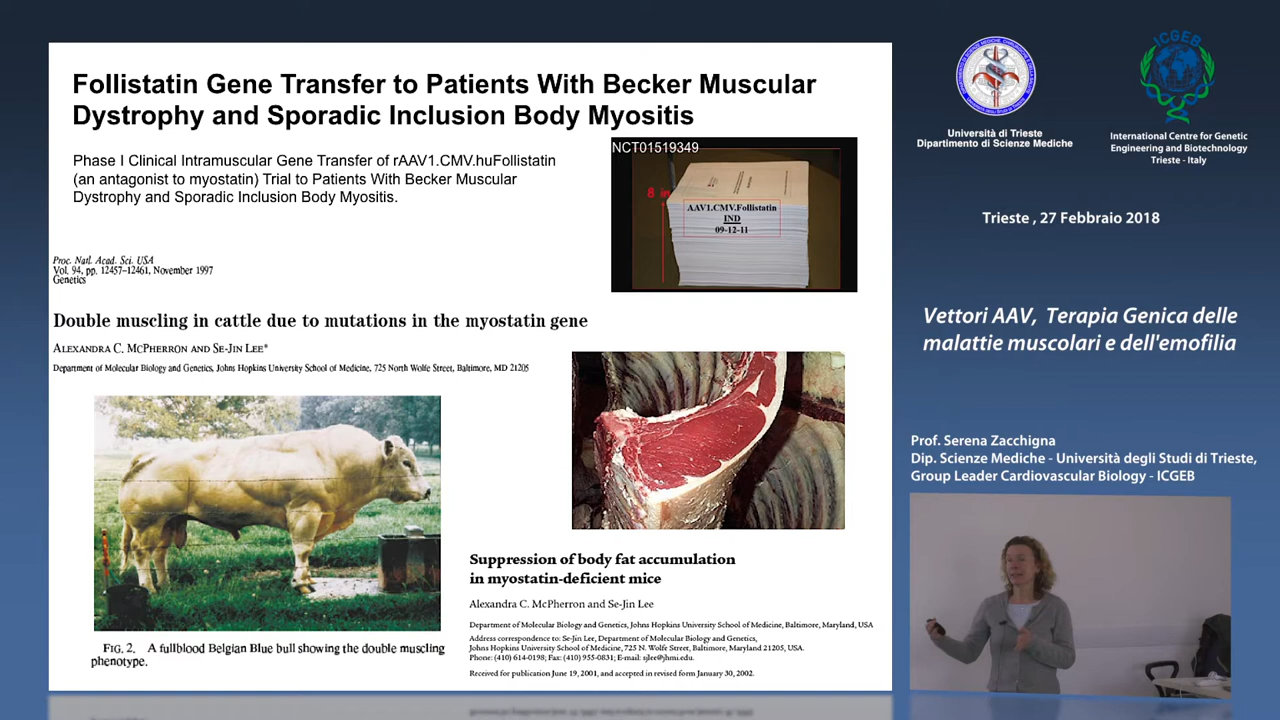 Follistatin Gene Transfer to Patients With Becker Muscular
Dystrophy and Sporadic Inclusion Body Myositis
Phase I Clinical Intramuscular Gene Transfer of rAAV1.CMV.huFollistatin
(an antagonist to myostatin) Trial to Patients With Becker Muscular
Dystrophy and Sporadic Inclusion Body Myositis.
NCT01519349
8 in
AAV1.CMV.Follistatin
IND
09-12-11
Proc. Natl. Acad. Sci. USA
Vol. 94, pp. 12457–12461, November 1997
Genetics
Double muscling in cattle due to mutations in the myostatin gene
ALEXANDRA C. MCPHERRON AND SE-JIN LEE*
Department of Molecular Biology and Genetics, Johns Hopkins University School of Medicine, 725 North Wolfe Street, Baltimore, MD 21205
FIG. 2. A fullblood Belgian Blue bull showing the double muscling
phenotype.
Suppression of body fat accumulation
in myostatin-deficient mice
Alexandra C. McPherron and Se-Jin Lee
Department of Molecular Biology and Genetics, Johns Hopkins University School of Medicine, Baltimore, Maryland, USA
Address correspondence to: Se-Jin Lee, Department of Molecular Biology and Genetics,
Johns Hopkins University School of Medicine, 725 N. Wolfe Street, Baltimore, Maryland 21205, USA.
Phone: (410) 614-0198; Fax: (410) 955-0831; E-mail: sjlee@jhmi.edu.
Received for publication June 19, 2001, and accepted in revised form January 30, 2002.
Università di Trieste
Dipartimento di Scienze Mediche
ICGEB
International Centre for Genetic
Engineering and Biotechnology
Trieste - Italy
Trieste , 27 Febbraio 2018
Vettori AAV, Terapia Genica delle
malattie muscolari e dell'emofilia
Prof. Serena Zacchigna
Dip. Scienze Mediche - Università degli Studi di Trieste,
Group Leader Cardiovascular Biology - ICGEB